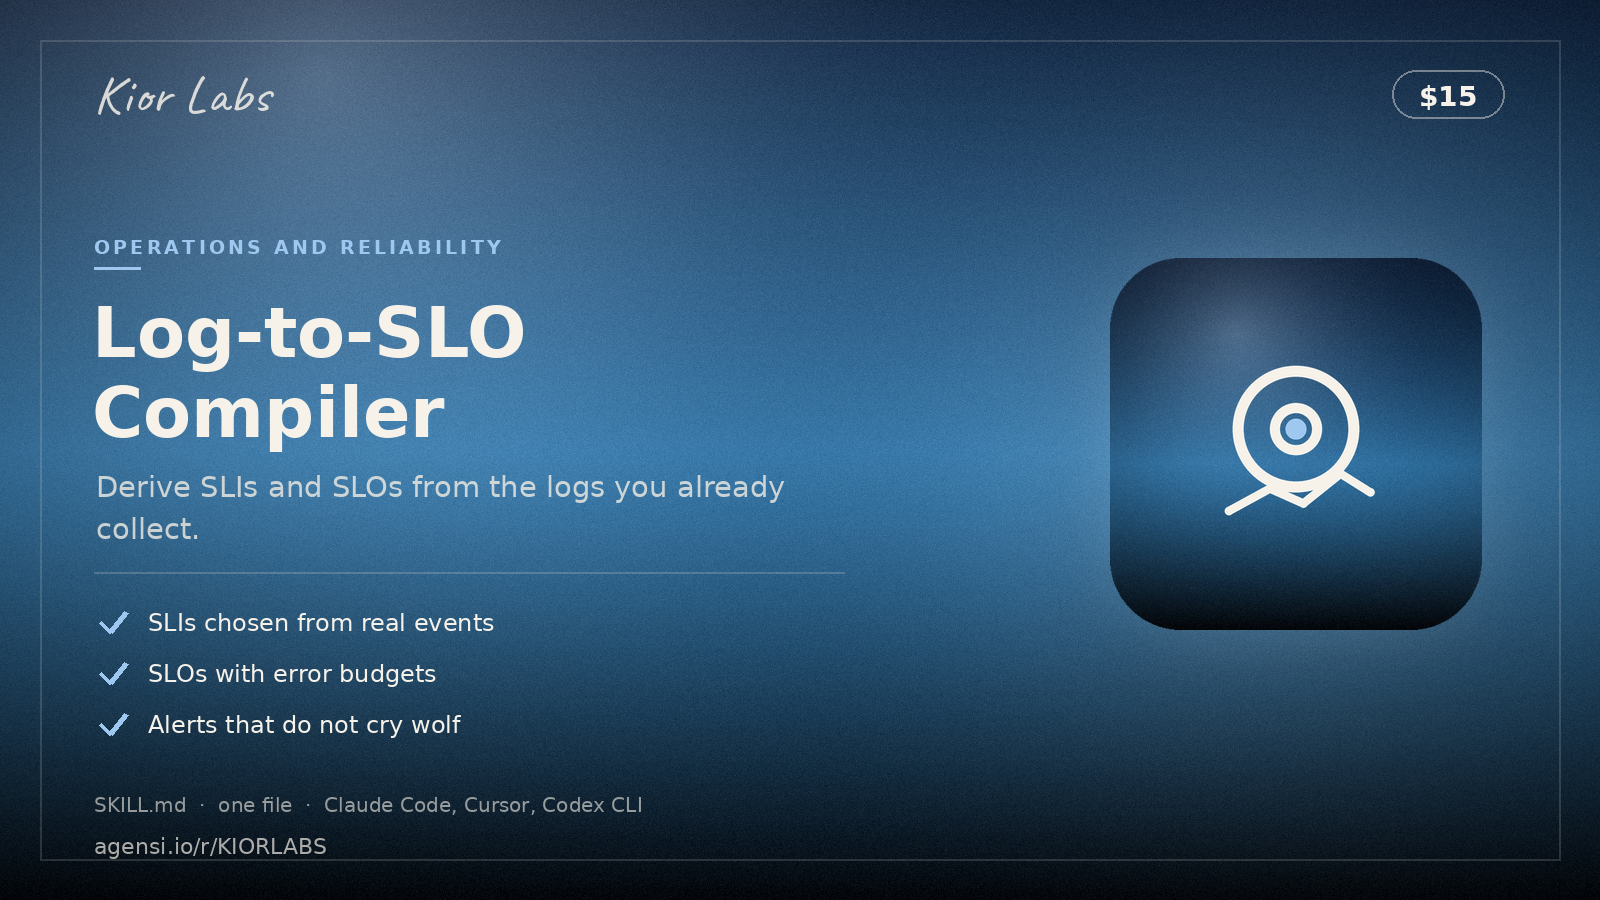 Kior Labs
$15
OPERATIONS AND RELIABILITY
Log-to-SLO
Compiler
Derive SLIs and SLOs from the logs you already
collect.
SLIs chosen from real events
SLOs with error budgets
Alerts that do not cry wolf
SKILL.md · one file · Claude Code, Cursor, Codex CLI
agensi.io/r/KIORLABS